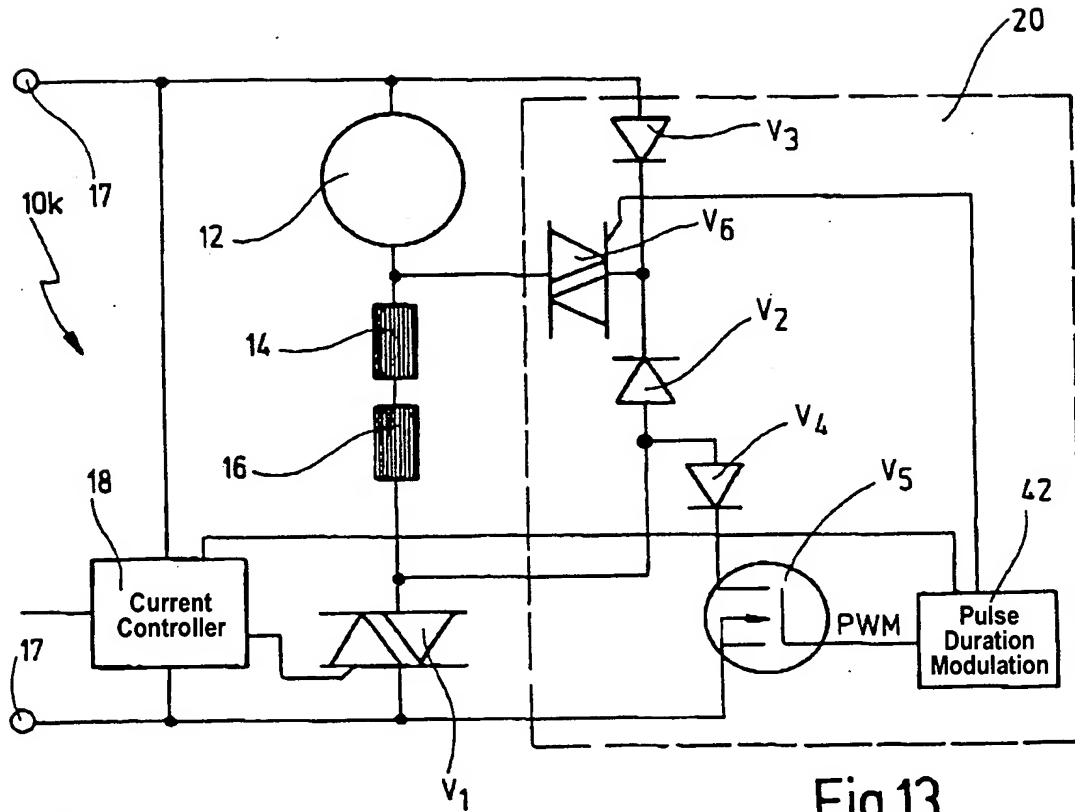 20
V3
17
10k
12
V6
V2
14
V4
16
V5
18
42
Current
Controller
PWM
Pulse
Duration
Modulation
17
V1
Fig.13